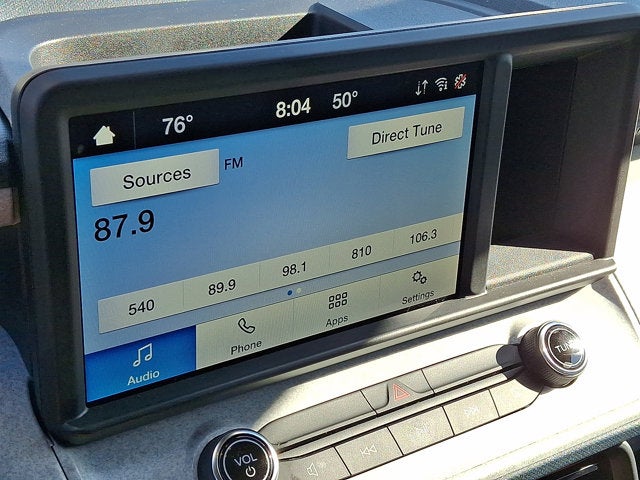 76° 8:04 50°
Sources FM Direct Tune
87.9
540 89.9 98.1 810 106.3
Audio Phone Apps Settings
VOL TUNE